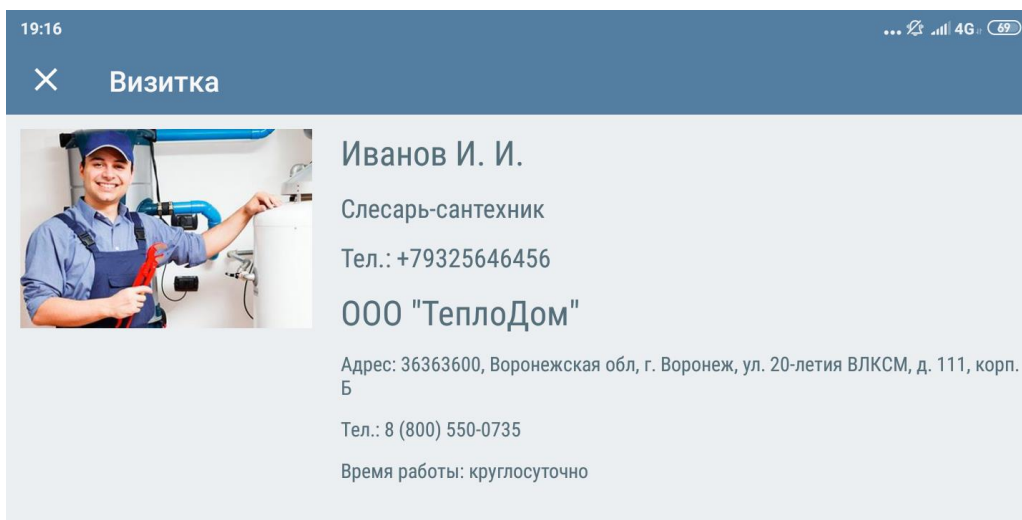 19:16
... 4G 69
Визитка
Иванов И. И.
Слесарь-сантехник
Тел.: +79325646456
ООО "ТеплоДом"
Адрес: 36363600, Воронежская обл, г. Воронеж, ул. 20-летия ВЛКСМ, д. 111, корп.
Б
Тел.: 8 (800) 550-0735
Время работы: круглосуточно